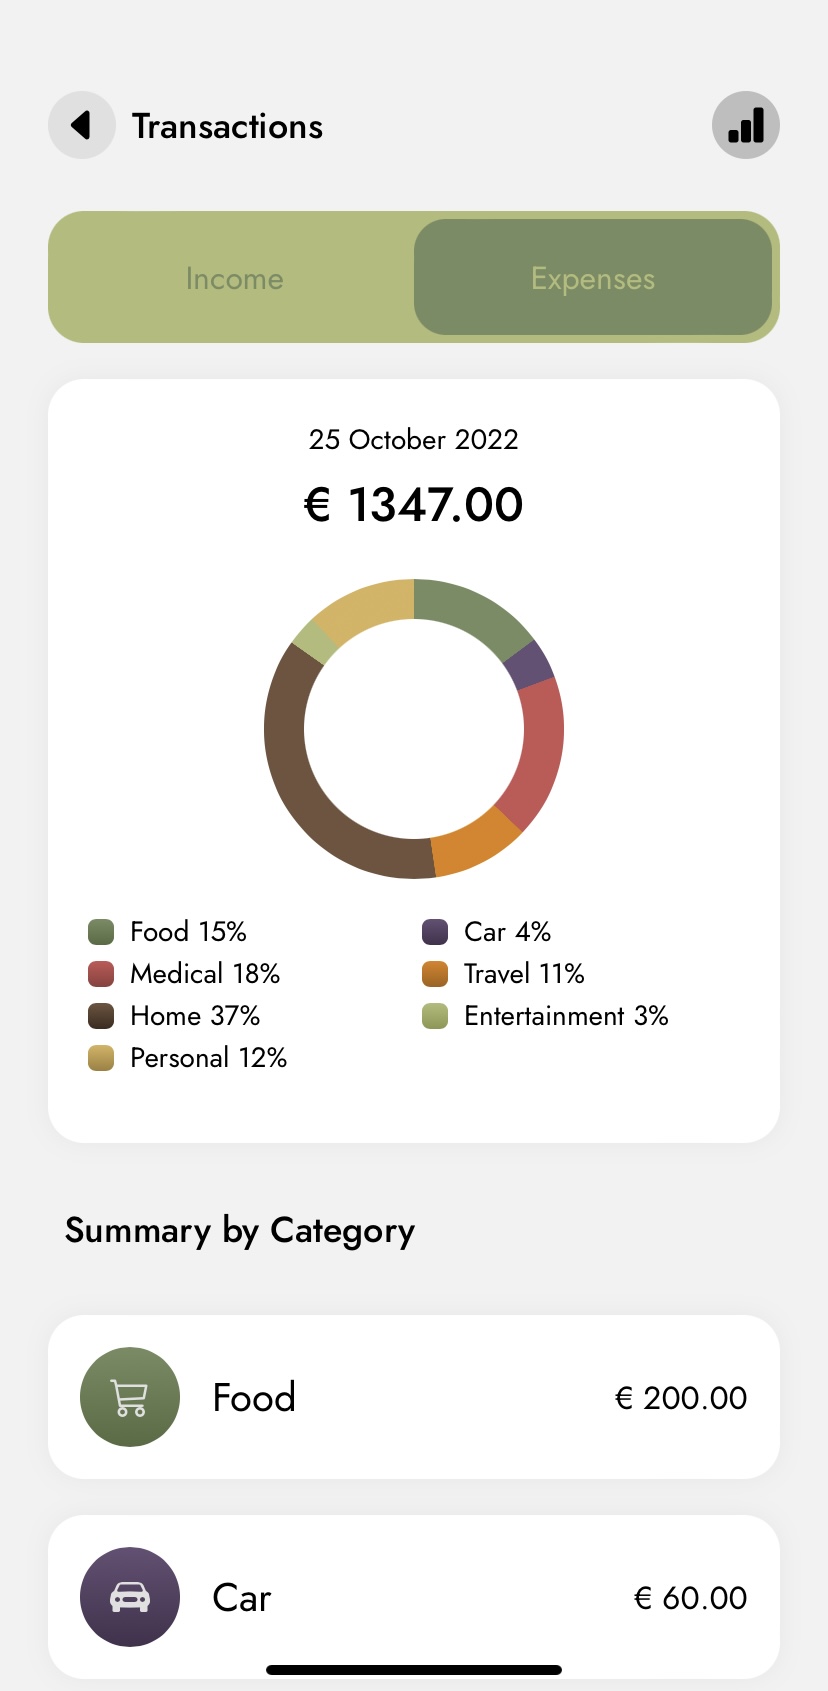 Transactions
Income
Expenses
25 October 2022
€ 1347.00
Food 15%
Car 4%
Medical 18%
Travel 11%
Home 37%
Entertainment 3%
Personal 12%
Summary by Category
Food
€ 200.00
Car
€ 60.00